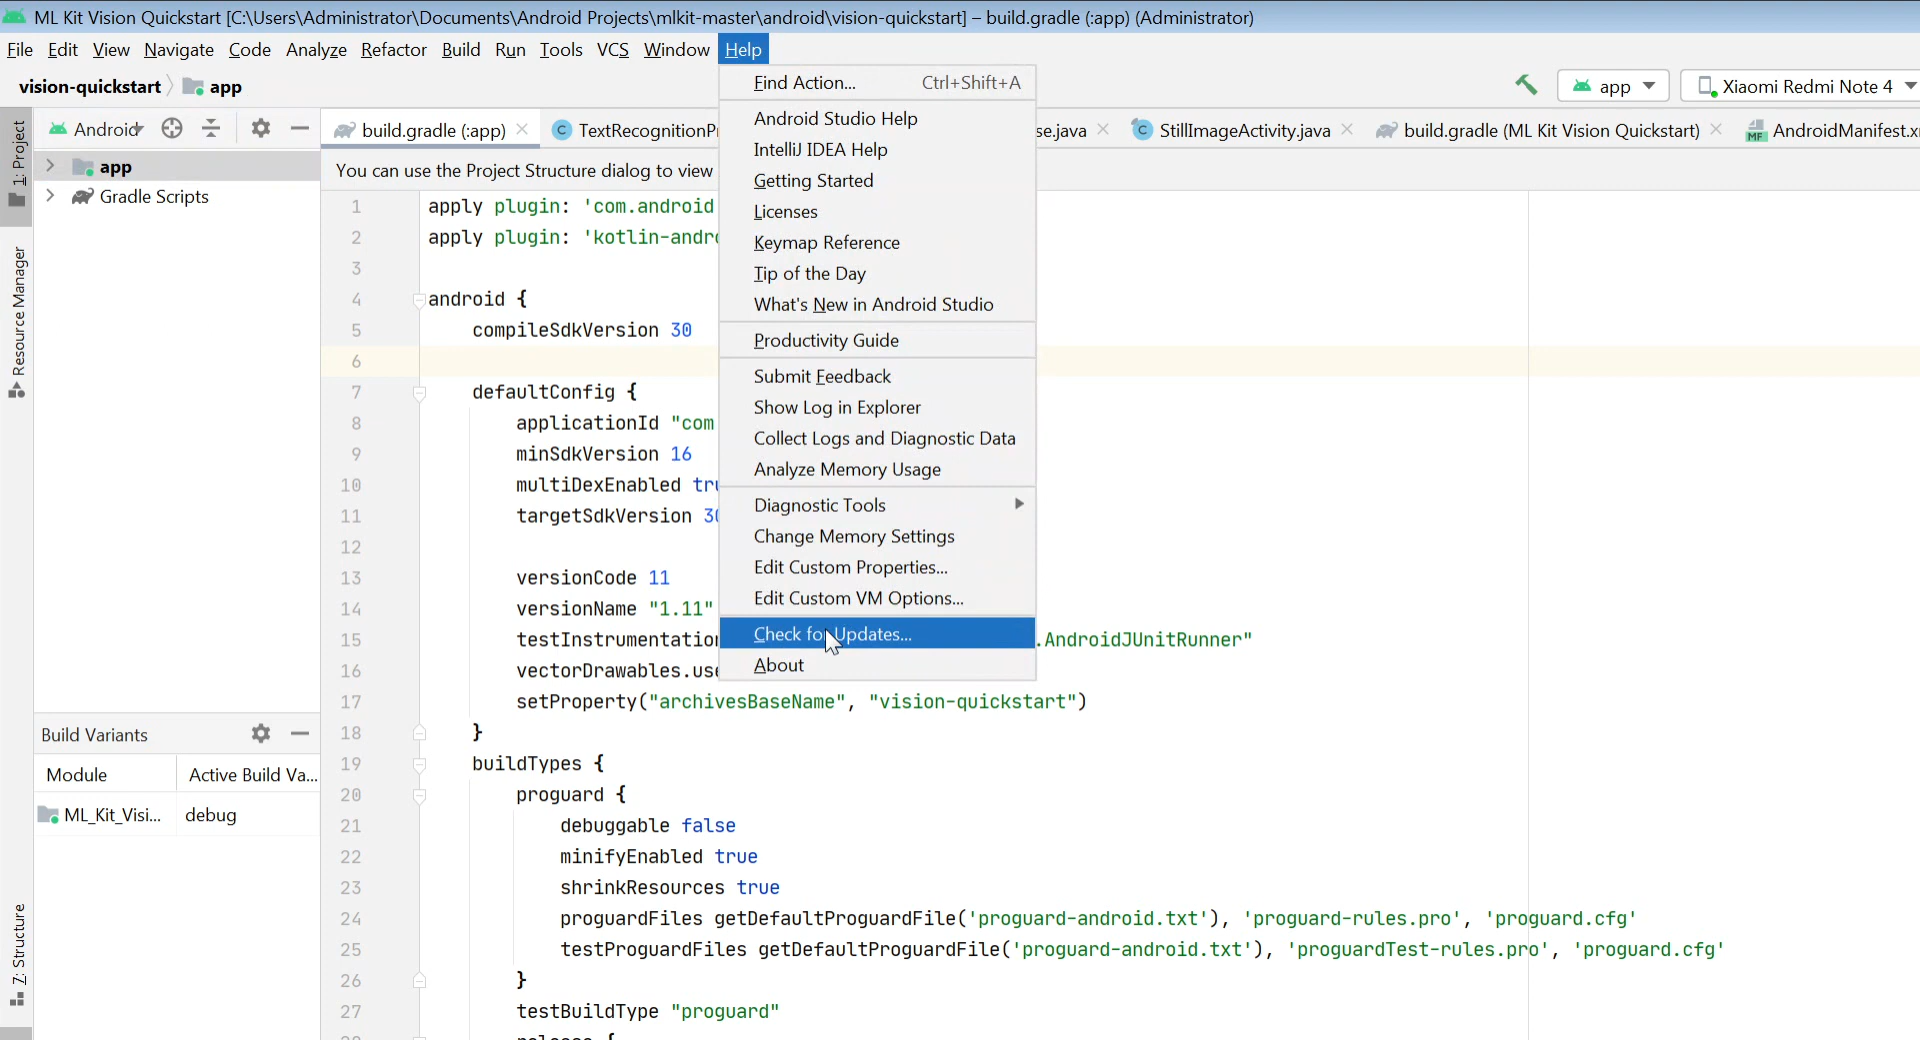 ML Kit Vision Quickstart [C:\Users\Administrator\Documents\Android Projects\mlkit-master\android\vision-quickstart] – build.gradle (:app) (Administrator)
File Edit View Navigate Code Analyze Refactor Build Run Tools VCS Window Help
vision-quickstart app
app Xiaomi Redmi Note 4
Android
build.gradle (:app) TextRecognitionPr se.java StillImageActivity.java build.gradle (ML Kit Vision Quickstart) AndroidManifest.x
You can use the Project Structure dialog to view
1: Project
Resource Manager
Z: Structure
app
Gradle Scripts
Find Action... Ctrl+Shift+A
Android Studio Help
IntelliJ IDEA Help
Getting Started
Licenses
Keymap Reference
Tip of the Day
What's New in Android Studio
Productivity Guide
Submit Feedback
Show Log in Explorer
Collect Logs and Diagnostic Data
Analyze Memory Usage
Diagnostic Tools
Change Memory Settings
Edit Custom Properties...
Edit Custom VM Options...
Check for Updates...
About
1 apply plugin: 'com.android
2 apply plugin: 'kotlin-andro
3
4 android {
5 compileSdkVersion 30
6
7 defaultConfig {
8 applicationId "com
9 minSdkVersion 16
10 multiDexEnabled tru
11 targetSdkVersion 30
12
13 versionCode 11
14 versionName "1.11"
15 testInstrumentation .AndroidJUnitRunner"
16 vectorDrawables.use
17 setProperty("archivesBaseName", "vision-quickstart")
18 }
19 buildTypes {
20 proguard {
21 debuggable false
22 minifyEnabled true
23 shrinkResources true
24 proguardFiles getDefaultProguardFile('proguard-android.txt'), 'proguard-rules.pro', 'proguard.cfg'
25 testProguardFiles getDefaultProguardFile('proguard-android.txt'), 'proguardTest-rules.pro', 'proguard.cfg'
26 }
27 testBuildType "proguard"
Build Variants
Module Active Build Va...
ML_Kit_Visi... debug